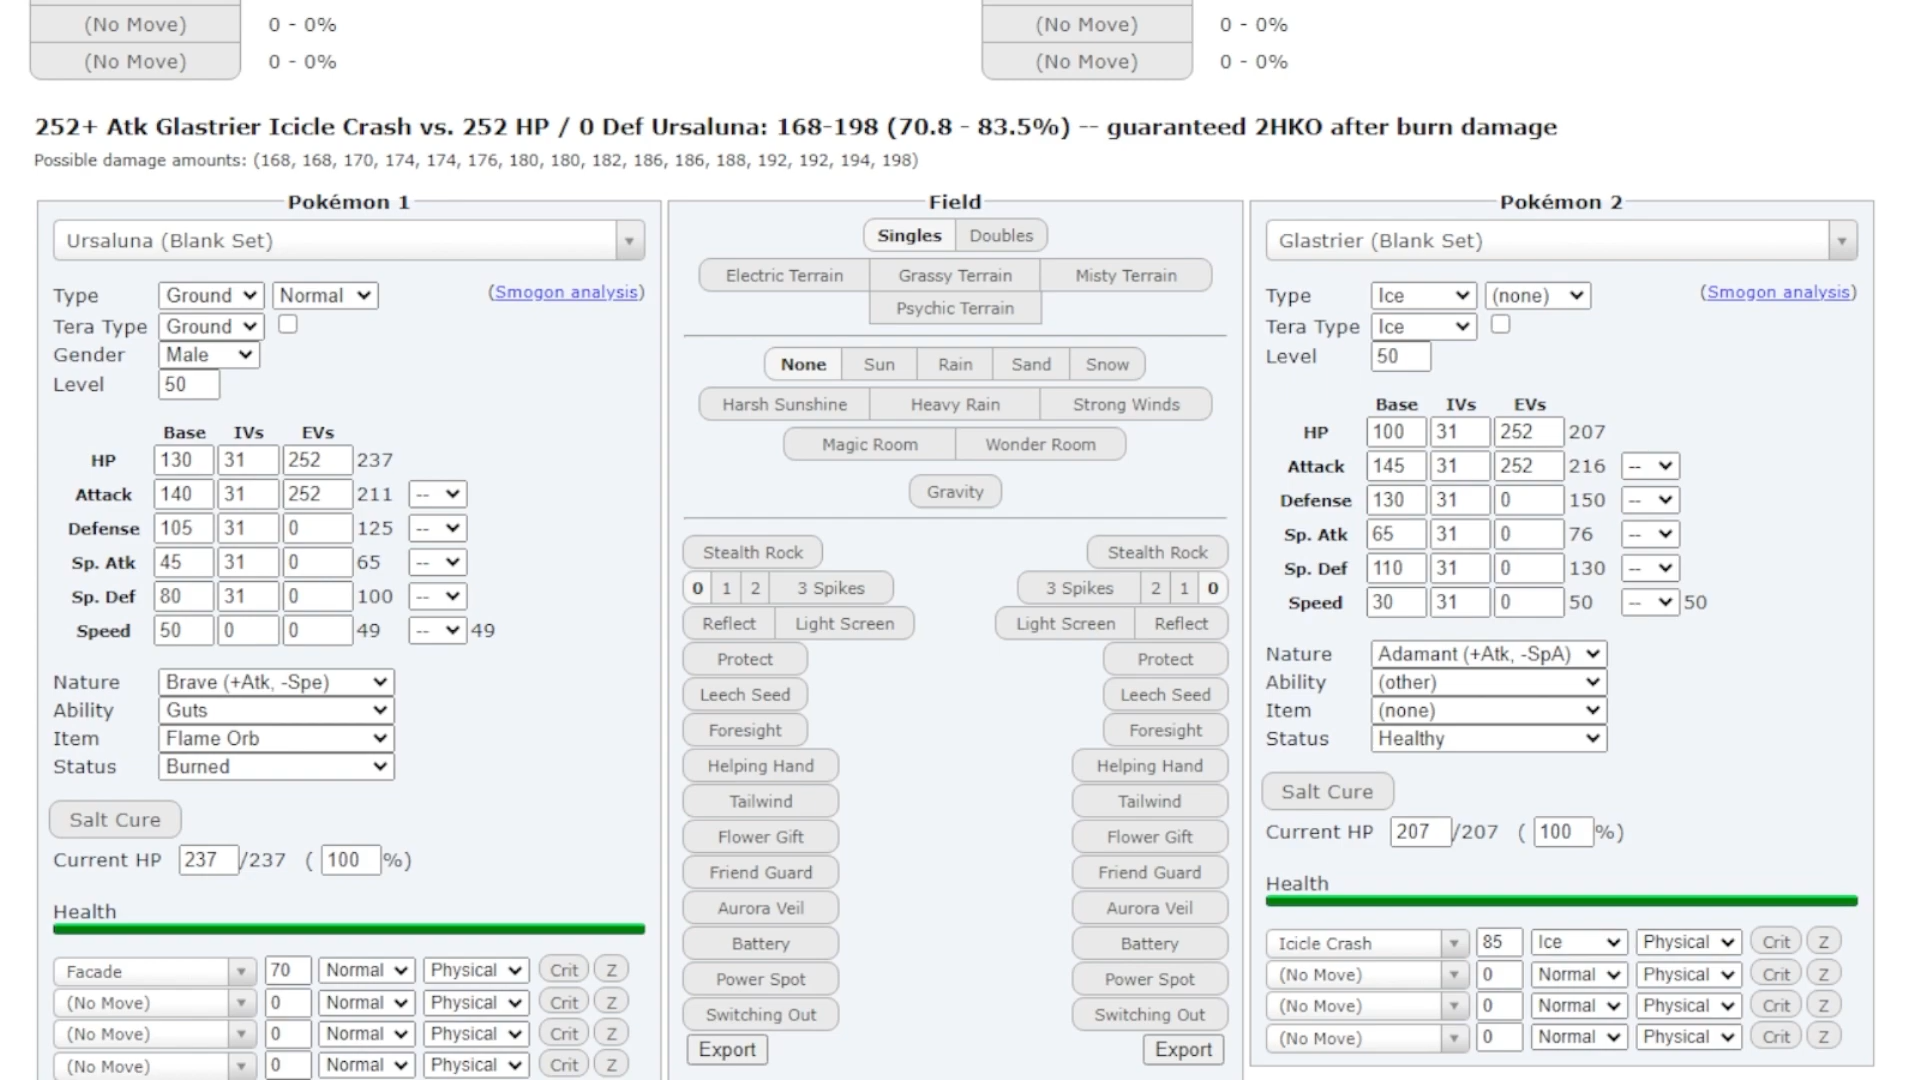 (No Move) 0 - 0% (No Move) 0 - 0%
(No Move) 0 - 0% (No Move) 0 - 0%
252+ Atk Glastrier Icicle Crash vs. 252 HP / 0 Def Ursaluna: 168-198 (70.8 - 83.5%) -- guaranteed 2HKO after burn damage
Possible damage amounts: (168, 168, 170, 174, 174, 176, 180, 180, 182, 186, 186, 188, 192, 192, 194, 198)
Pokémon 1
Ursaluna (Blank Set)
Type Ground Normal (Smogon analysis)
Tera Type Ground
Gender Male
Level 50
Base IVs EVs
HP 130 31 252 237
Attack 140 31 252 211 --
Defense 105 31 0 125 --
Sp. Atk 45 31 0 65 --
Sp. Def 80 31 0 100 --
Speed 50 0 0 49 -- 49
Nature Brave (+Atk, -Spe)
Ability Guts
Item Flame Orb
Status Burned
Salt Cure
Current HP 237 /237 ( 100 %)
Health
Facade 70 Normal Physical Crit Z
(No Move) 0 Normal Physical Crit Z
(No Move) 0 Normal Physical Crit Z
(No Move) 0 Normal Physical Crit Z
Field
Singles Doubles
Electric Terrain Grassy Terrain Misty Terrain
Psychic Terrain
None Sun Rain Sand Snow
Harsh Sunshine Heavy Rain Strong Winds
Magic Room Wonder Room
Gravity
Stealth Rock Stealth Rock
0 1 2 3 Spikes 3 Spikes 2 1 0
Reflect Light Screen Light Screen Reflect
Protect Protect
Leech Seed Leech Seed
Foresight Foresight
Helping Hand Helping Hand
Tailwind Tailwind
Flower Gift Flower Gift
Friend Guard Friend Guard
Aurora Veil Aurora Veil
Battery Battery
Power Spot Power Spot
Switching Out Switching Out
Export Export
Pokémon 2
Glastrier (Blank Set)
Type Ice (none) (Smogon analysis)
Tera Type Ice
Level 50
Base IVs EVs
HP 100 31 252 207
Attack 145 31 252 216 --
Defense 130 31 0 150 --
Sp. Atk 65 31 0 76 --
Sp. Def 110 31 0 130 --
Speed 30 31 0 50 -- 50
Nature Adamant (+Atk, -SpA)
Ability (other)
Item (none)
Status Healthy
Salt Cure
Current HP 207 /207 ( 100 %)
Health
Icicle Crash 85 Ice Physical Crit Z
(No Move) 0 Normal Physical Crit Z
(No Move) 0 Normal Physical Crit Z
(No Move) 0 Normal Physical Crit Z